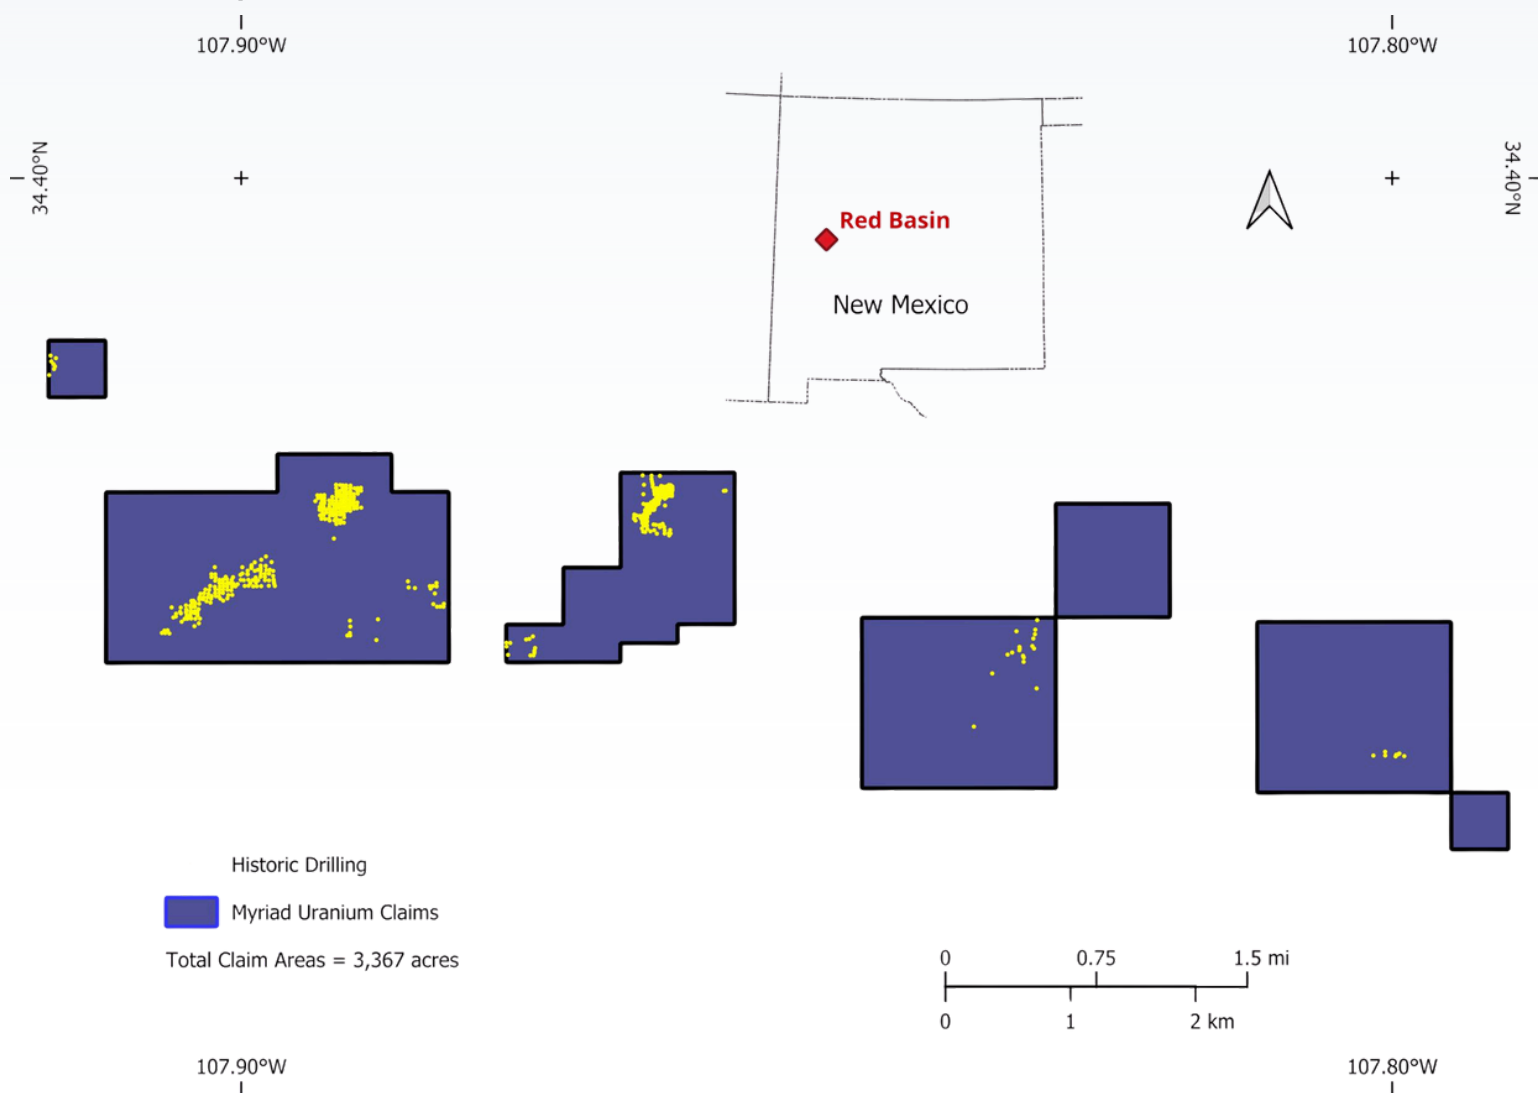 107.90°W
107.80°W
34.40°N
34.40°N
Red Basin
New Mexico
Historic Drilling
Myriad Uranium Claims
Total Claim Areas = 3,367 acres
0 0.75 1.5 mi
0 1 2 km
107.90°W
107.80°W